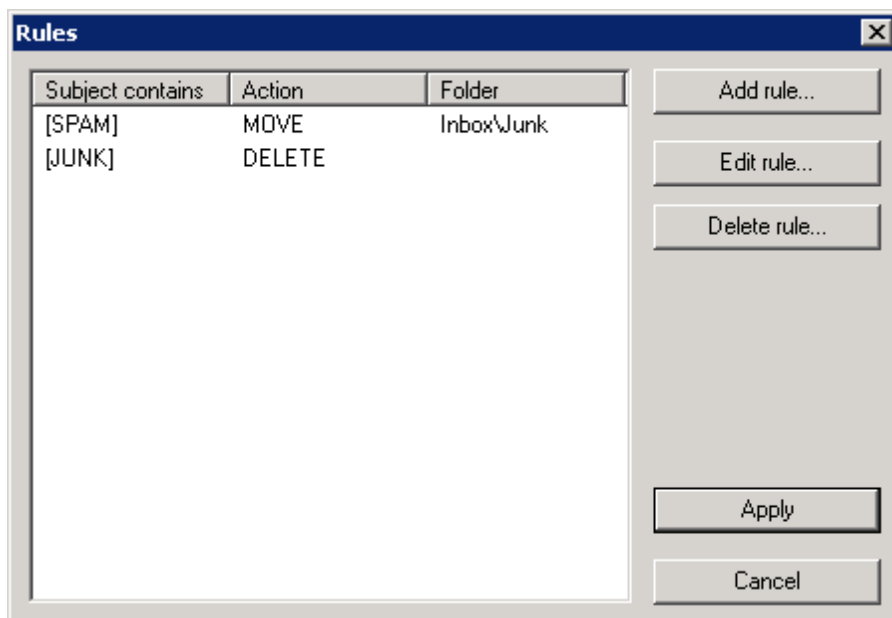 Rules
Subject contains Action Folder
[SPAM] MOVE Inbox\Junk
[JUNK] DELETE
Add rule...
Edit rule...
Delete rule...
Apply
Cancel